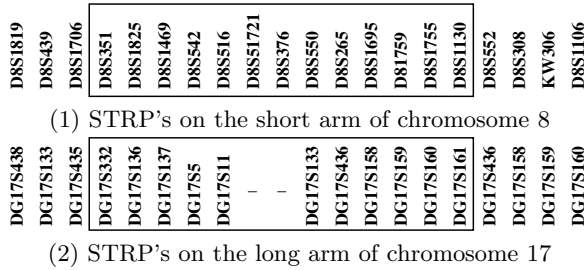 D8S1819 D8S439 D8S1706 D8S351 D8S1825 D8S1469 D8S542 D8S516 D8S51721 D8S376 D8S550 D8S265 D8S1695 D81759 D8S1755 D8S1130 D8S552 D8S308 KW306 D8S1106
(1) STRP's on the short arm of chromosome 8
DG17S438 DG17S133 DG17S435 DG17S332 DG17S136 DG17S137 DG17S5 DG17S11 – – DG17S133 DG17S436 DG17S158 DG17S159 DG17S160 DG17S161 DG17S436 DG17S158 DG17S159 DG17S160
(2) STRP's on the long arm of chromosome 17